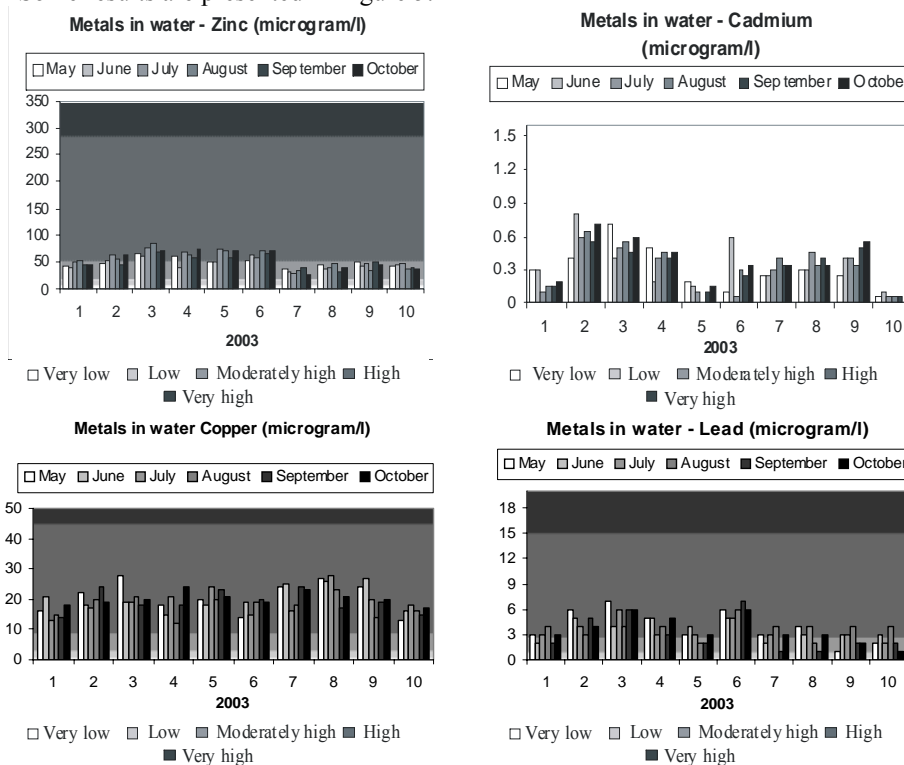 Metals in water - Zinc (microgram/l)
May June July August September October
350
300
250
200
150
100
50
0
1 2 3 4 5 6 7 8 9 10
2003
Very low Low Moderately high High
Very high
Metals in water - Cadmium
(microgram/l)
May June July August September Octobe
1.5
1.2
0.9
0.6
0.3
0
1 2 3 4 5 6 7 8 9 10
2003
Very low Low Moderately high High
Very high
Metals in water Copper (microgram/l)
May June July August September October
50
40
30
20
10
0
1 2 3 4 5 6 7 8 9 10
2003
Very low Low Moderately high High
Very high
Metals in water - Lead (microgram/l)
May June July August September October
18
15
12
9
6
3
0
1 2 3 4 5 6 7 8 9 10
2003
Very low Low Moderately high High
Very high